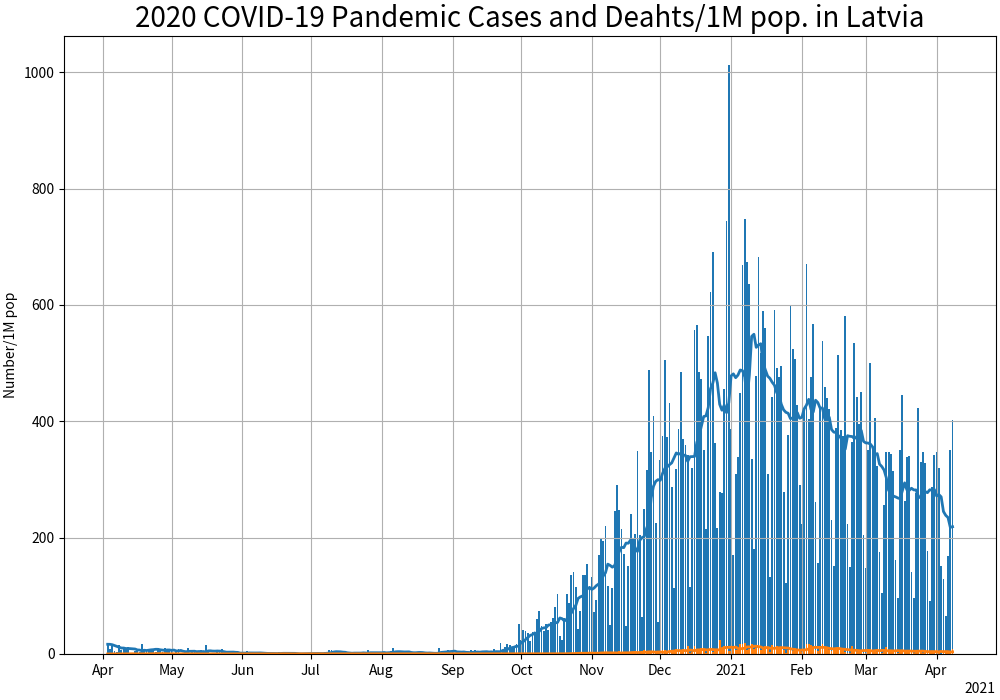 2020 COVID-19 Pandemic Cases and Deahts/1M pop. in Latvia
Number/1M pop
1000
800
600
400
200
0
Apr May Jun Jul Aug Sep Oct Nov Dec 2021 Feb Mar Apr
2021